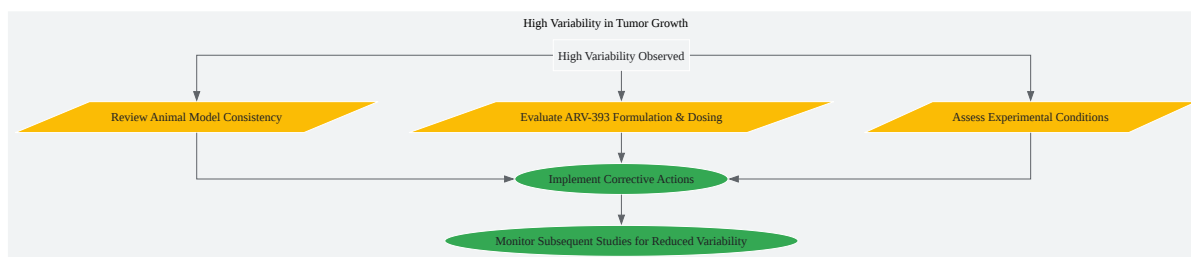 High Variability in Tumor Growth
High Variability Observed
Review Animal Model Consistency
Evaluate ARV-393 Formulation & Dosing
Assess Experimental Conditions
Implement Corrective Actions
Monitor Subsequent Studies for Reduced Variability